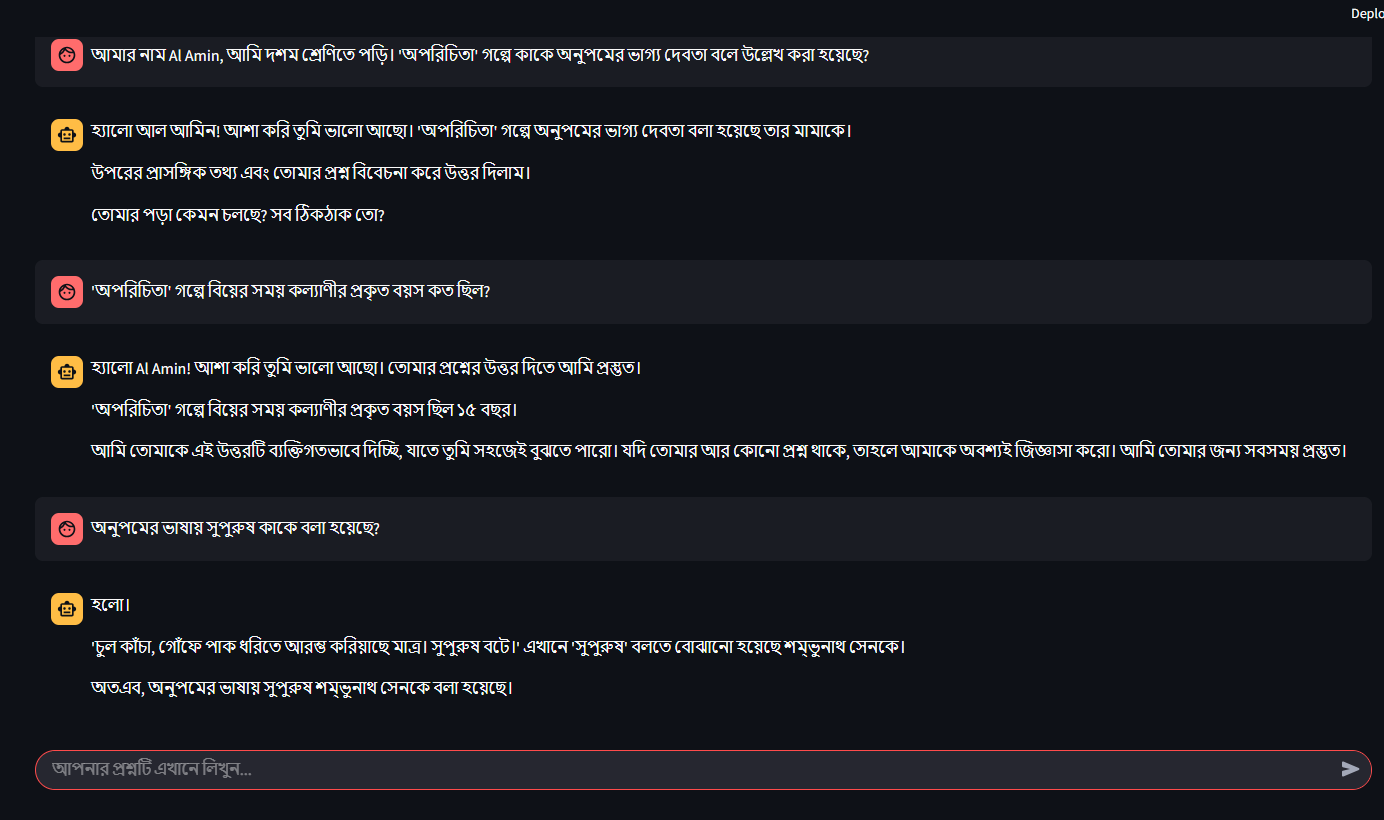 Deplo
আমার নাম Al Amin, আমি দশম শ্রেণিতে পড়ি। 'অপরিচিতা' গল্পে কাকে অনুপমের ভাগ্য দেবতা বলে উল্লেখ করা হয়েছে?
হ্যালো আল আমিন! আশা করি তুমি ভালো আছো। 'অপরিচিতা' গল্পে অনুপমের ভাগ্য দেবতা বলা হয়েছে তার মামাকে।
উপরের প্রাসঙ্গিক তথ্য এবং তোমার প্রশ্ন বিবেচনা করে উত্তর দিলাম।
তোমার পড়া কেমন চলছে? সব ঠিকঠাক তো?
'অপরিচিতা' গল্পে বিয়ের সময় কল্যাণীর প্রকৃত বয়স কত ছিল?
হ্যালো Al Amin! আশা করি তুমি ভালো আছো। তোমার প্রশ্নের উত্তর দিতে আমি প্রস্তুত।
'অপরিচিতা' গল্পে বিয়ের সময় কল্যাণীর প্রকৃত বয়স ছিল ১৫ বছর।
আমি তোমাকে এই উত্তরটি ব্যক্তিগতভাবে দিচ্ছি, যাতে তুমি সহজেই বুঝতে পারো। যদি তোমার আর কোনো প্রশ্ন থাকে, তাহলে আমাকে অবশ্যই জিজ্ঞাসা করো। আমি তোমার জন্য সবসময় প্রস্তুত।
অনুপমের ভাষায় সুপুরুষ কাকে বলা হয়েছে?
হলো।
'চুল কাঁচা, গোঁফে পাক ধরিতে আরম্ভ করিয়াছে মাত্র। সুপুরুষ বটে।' এখানে 'সুপুরুষ' বলতে বোঝানো হয়েছে শম্ভুনাথ সেনকে।
অতএব, অনুপমের ভাষায় সুপুরুষ শম্ভুনাথ সেনকে বলা হয়েছে।
আপনার প্রশ্নটি এখানে লিখুন...